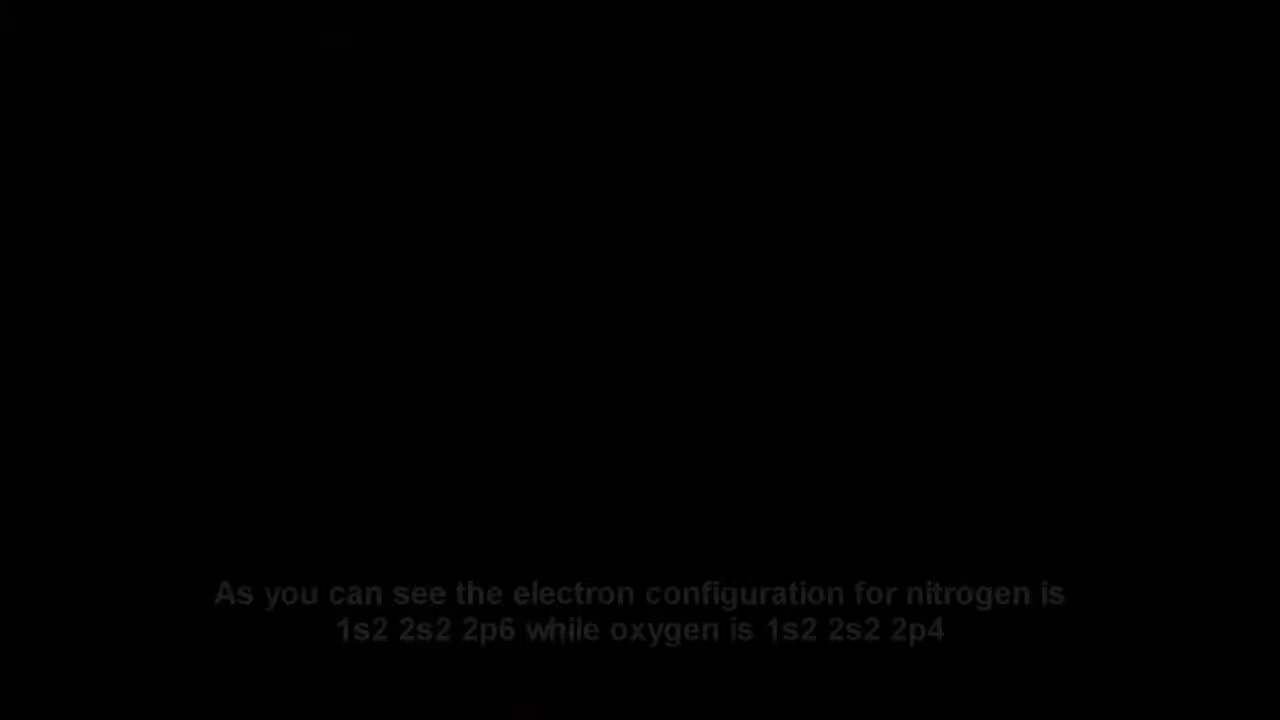 As you can see the electron configuration for nitrogen is
1s2 2s2 2p6 while oxygen is 1s2 2s2 2p4